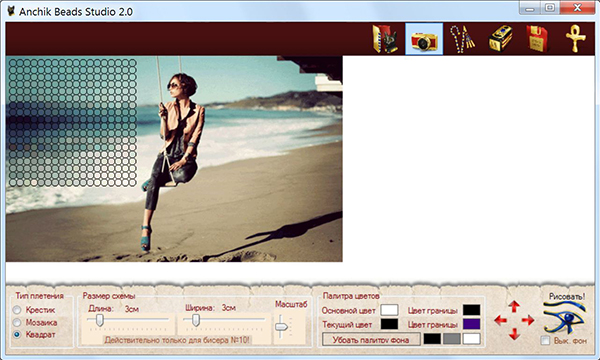 Anchik Beads Studio 2.0
Тип плетения
Крестик
Мозаика
Квадрат
Размер схемы
Длина: 3см
Ширина: 3см
Масштаб
Действительно только для бисера №10!
Палитра цветов
Основной цвет
Цвет границы
Текущий цвет
Цвет границы
Убрать палитру фона
Рисовать!
Вык. фон